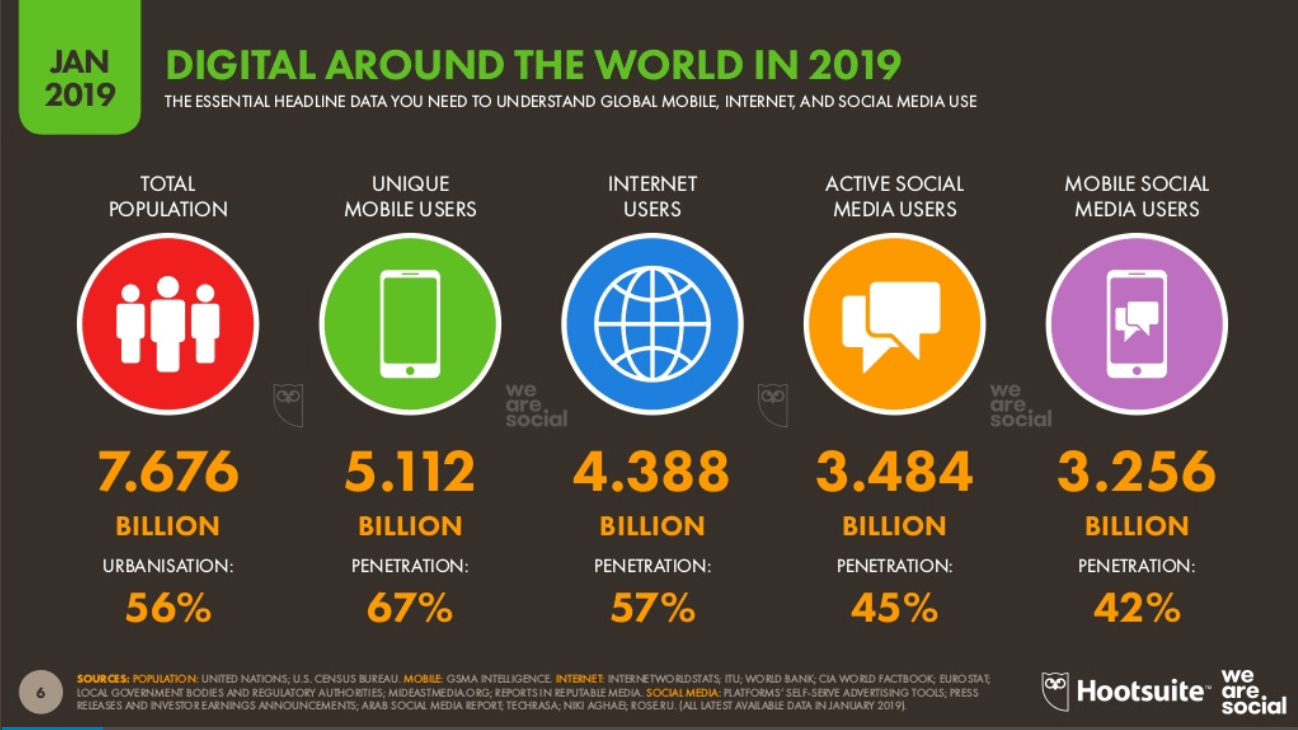 JAN
2019
DIGITAL AROUND THE WORLD IN 2019
THE ESSENTIAL HEADLINE DATA YOU NEED TO UNDERSTAND GLOBAL MOBILE, INTERNET, AND SOCIAL MEDIA USE
TOTAL
POPULATION
UNIQUE
MOBILE USERS
INTERNET
USERS
ACTIVE SOCIAL
MEDIA USERS
MOBILE SOCIAL
MEDIA USERS
we
are
social
we
are
social
7.676
BILLION
URBANISATION:
56%
5.112
BILLION
PENETRATION:
67%
4.388
BILLION
PENETRATION:
57%
3.484
BILLION
PENETRATION:
45%
3.256
BILLION
PENETRATION:
42%
6
SOURCES: POPULATION: UNITED NATIONS; U.S. CENSUS BUREAU. MOBILE: GSMA INTELLIGENCE. INTERNET: INTERNETWORLDSTATS; ITU; WORLD BANK; CIA WORLD FACTBOOK; EUROSTAT;
LOCAL GOVERNMENT BODIES AND REGULATORY AUTHORITIES; MIDEASTMEDIA.ORG; REPORTS IN REPUTABLE MEDIA. SOCIAL MEDIA: PLATFORMS' SELF-SERVE ADVERTISING TOOLS; PRESS
RELEASES AND INVESTOR EARNINGS ANNOUNCEMENTS; ARAB SOCIAL MEDIA REPORT; TECHRASA; NIKI AGHAEI; ROSE.RU. (ALL LATEST AVAILABLE DATA IN JANUARY 2019).
Hootsuite™
we
are
social